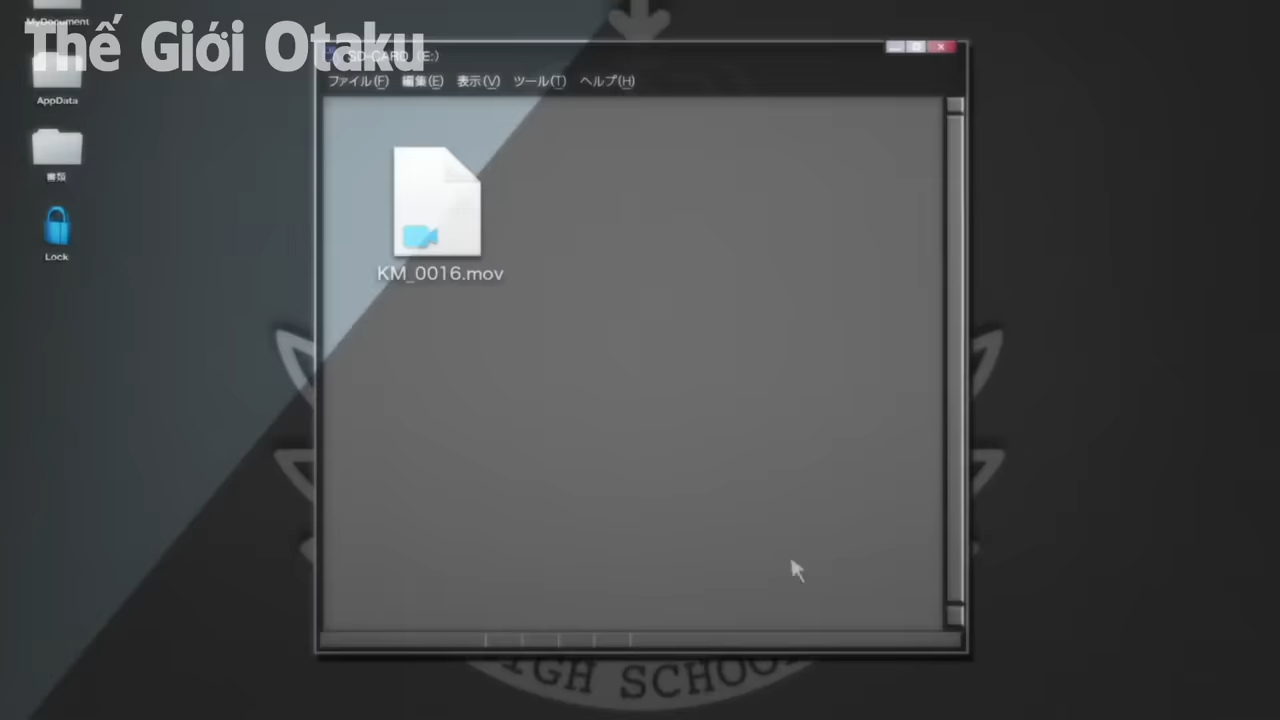 MyDocument
Thế Giới Otaku
SD-CARD (E:)
ファイル(F) 編集(E) 表示(V) ツール(T) ヘルプ(H)
AppData
書類
Lock
KM_0016.mov
HIGH SCHOOL